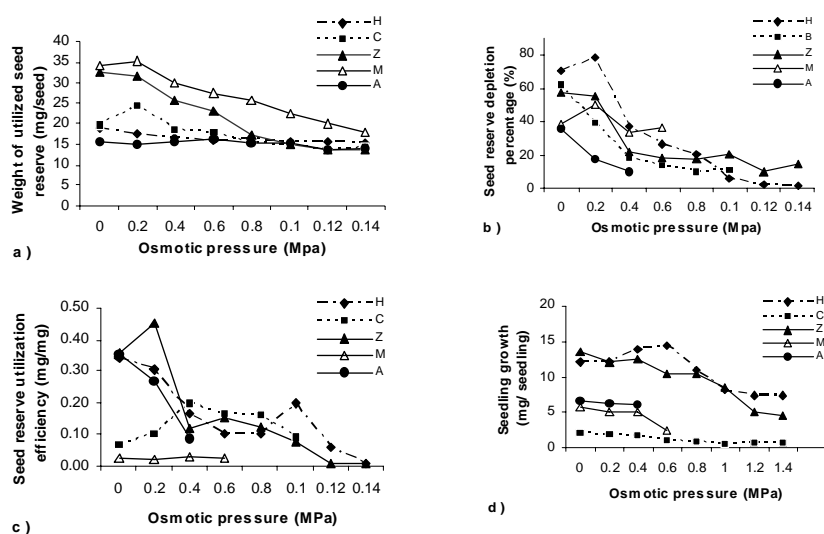 H
C
Z
M
A
Weight of utilized seed
reserve (mg/seed)
40
35
30
25
20
15
10
5
0
0 0.2 0.4 0.6 0.8 0.1 0.12 0.14
Osmotic pressure (Mpa)
a )
H
B
Z
M
A
Seed reserve depletion
percent age (%)
80
60
40
20
0
0 0.2 0.4 0.6 0.8 0.1 0.12 0.14
Osmotic pressure (Mpa)
b )
H
C
Z
M
A
Seed reserve utilization
efficiency (mg/mg)
0.50
0.40
0.30
0.20
0.10
0.00
0 0.2 0.4 0.6 0.8 0.1 0.12 0.14
Osmotic pressure (MPa)
c )
H
C
Z
M
A
Seedling growth
(mg/ seedling)
20
15
10
5
0
0 0.2 0.4 0.6 0.8 1 1.2 1.4
Osmotic pressure (MPa)
d )